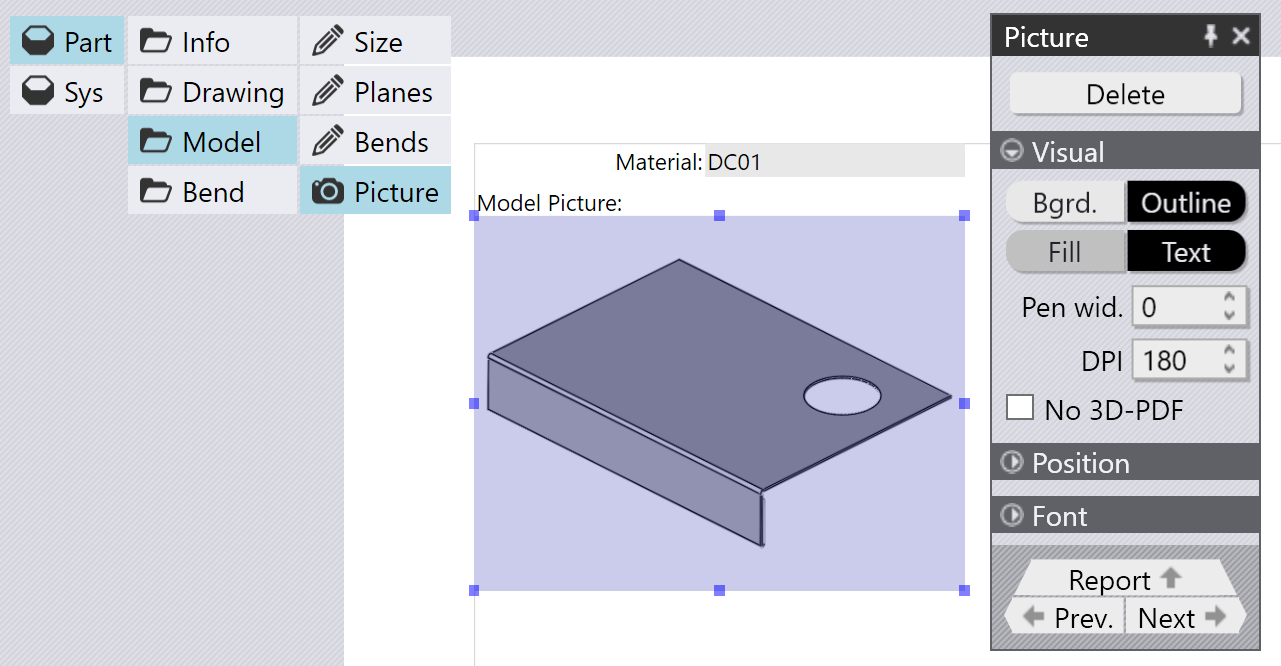 Part
Sys
Info
Drawing
Model
Bend
Size
Planes
Bends
Picture
Material: DC01
Model Picture:
Picture
Delete
Visual
Bgrd. Outline
Fill Text
Pen wid. 0
DPI 180
No 3D-PDF
Position
Font
Report
Prev. Next